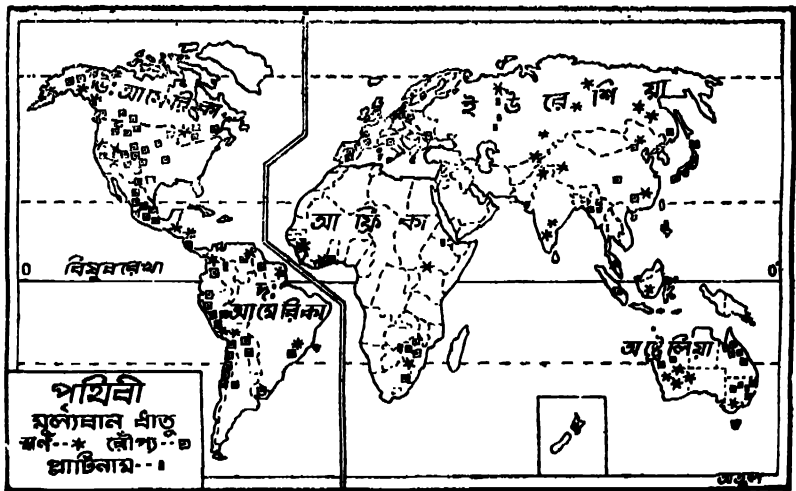 উ. আমেরিকা
ইউরেশিয়া
আফ্রিকা
0 বিষুবরেখা 0
দ.
আমেরিকা
অষ্ট্রেলিয়া
পৃথিবী
মূল্যবান ধাতু
স্বর্ণ--* রৌপ্য--
প্লাটিনাম--